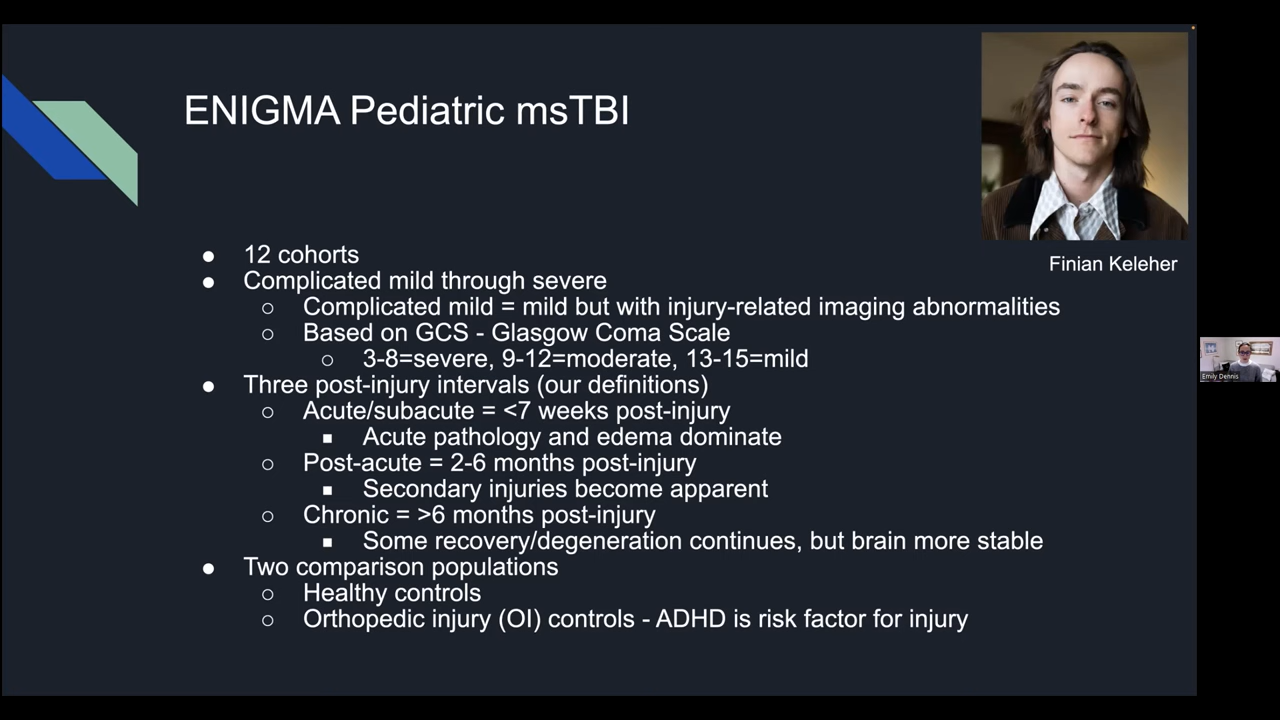 ENIGMA Pediatric msTBI
Finian Keleher
● 12 cohorts
● Complicated mild through severe
○ Complicated mild = mild but with injury-related imaging abnormalities
○ Based on GCS - Glasgow Coma Scale
○ 3-8=severe, 9-12=moderate, 13-15=mild
● Three post-injury intervals (our definitions)
○ Acute/subacute = <7 weeks post-injury
■ Acute pathology and edema dominate
○ Post-acute = 2-6 months post-injury
■ Secondary injuries become apparent
○ Chronic = >6 months post-injury
■ Some recovery/degeneration continues, but brain more stable
● Two comparison populations
○ Healthy controls
○ Orthopedic injury (OI) controls - ADHD is risk factor for injury
Emily Dennis